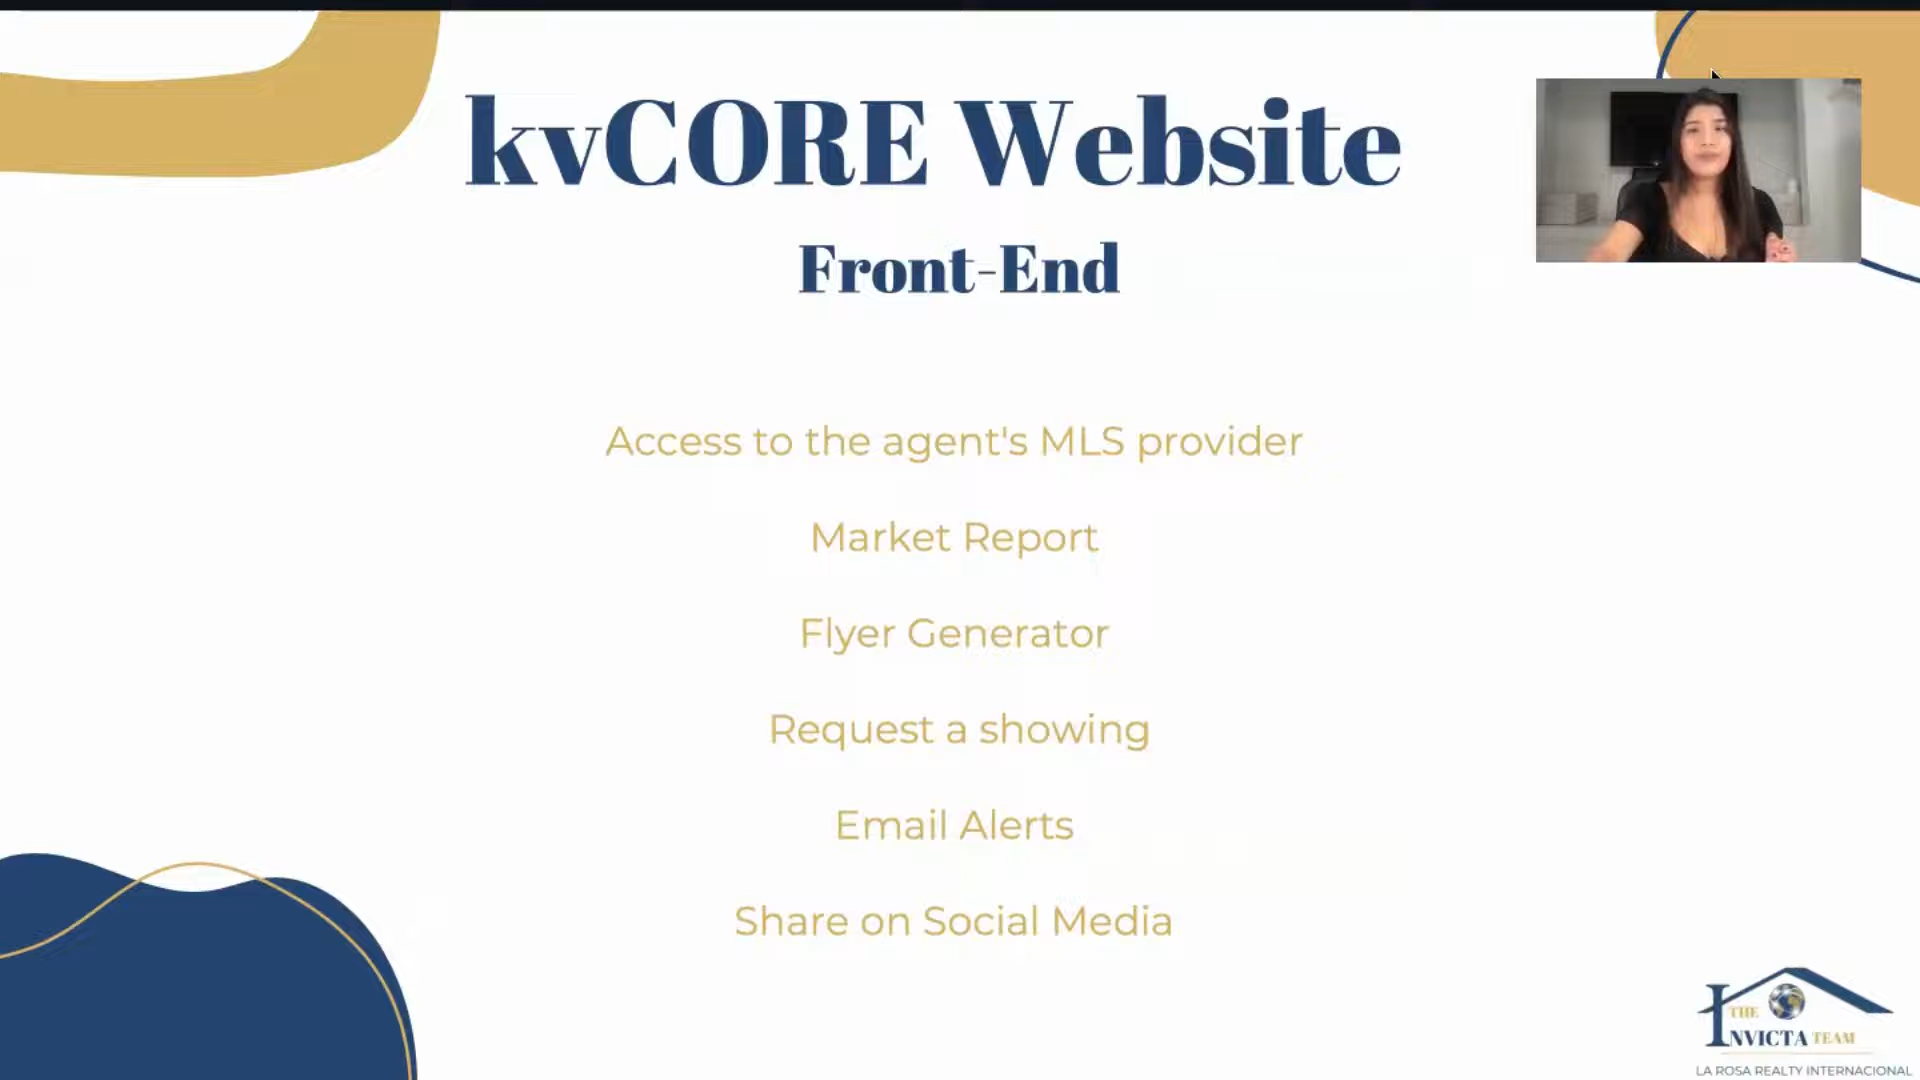 kvCORE Website
Front-End
Access to the agent's MLS provider
Market Report
Flyer Generator
Request a showing
Email Alerts
Share on Social Media
THE
INVICTA TEAM
LA ROSA REALTY INTERNACIONAL